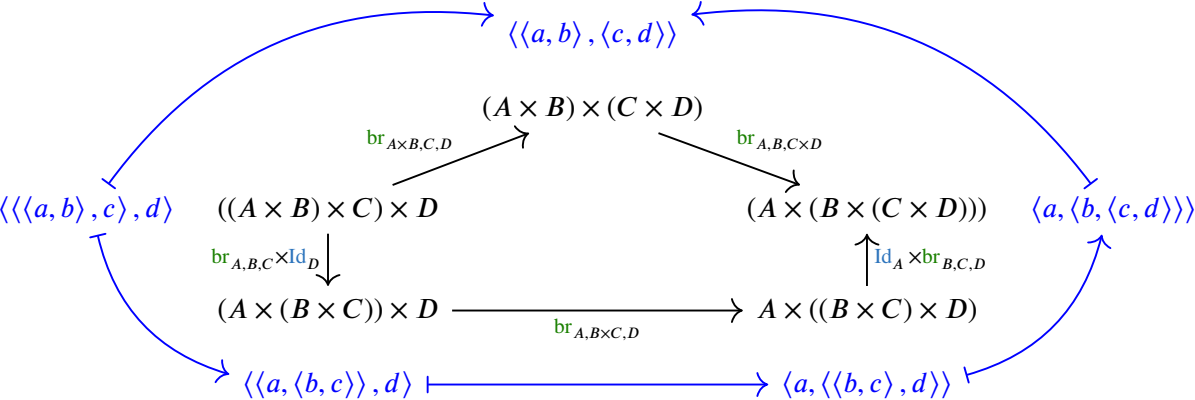 ⟨⟨a, b⟩ , ⟨c, d⟩⟩
(A × B) × (C × D)
br_{A×B,C,D} br_{A,B,C×D}
⟨⟨⟨a, b⟩ , c⟩ , d⟩ ((A × B) × C) × D (A × (B × (C × D))) ⟨a, ⟨b, ⟨c, d⟩⟩⟩
br_{A,B,C}×Id_D Id_A ×br_{B,C,D}
(A × (B × C)) × D A × ((B × C) × D)
br_{A,B×C,D}
⟨⟨a, ⟨b, c⟩⟩ , d⟩ ⟨a, ⟨⟨b, c⟩ , d⟩⟩